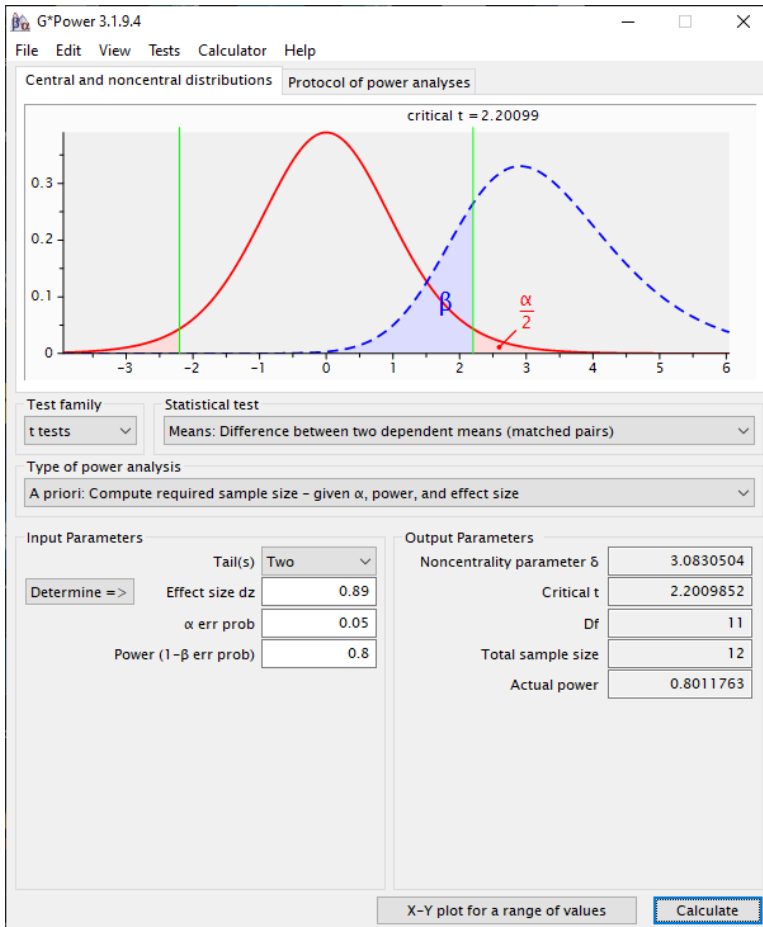 G*Power 3.1.9.4
File Edit View Tests Calculator Help
Central and noncentral distributions Protocol of power analyses
critical t = 2.20099
0.3
0.2
0.1
0
β
α
2
-3 -2 -1 0 1 2 3 4 5 6
Test family Statistical test
t tests Means: Difference between two dependent means (matched pairs)
Type of power analysis
A priori: Compute required sample size - given α, power, and effect size
Input Parameters Output Parameters
Tail(s) Two Noncentrality parameter δ 3.0830504
Determine => Effect size dz 0.89 Critical t 2.2009852
α err prob 0.05 Df 11
Power (1-β err prob) 0.8 Total sample size 12
Actual power 0.8011763
X-Y plot for a range of values Calculate